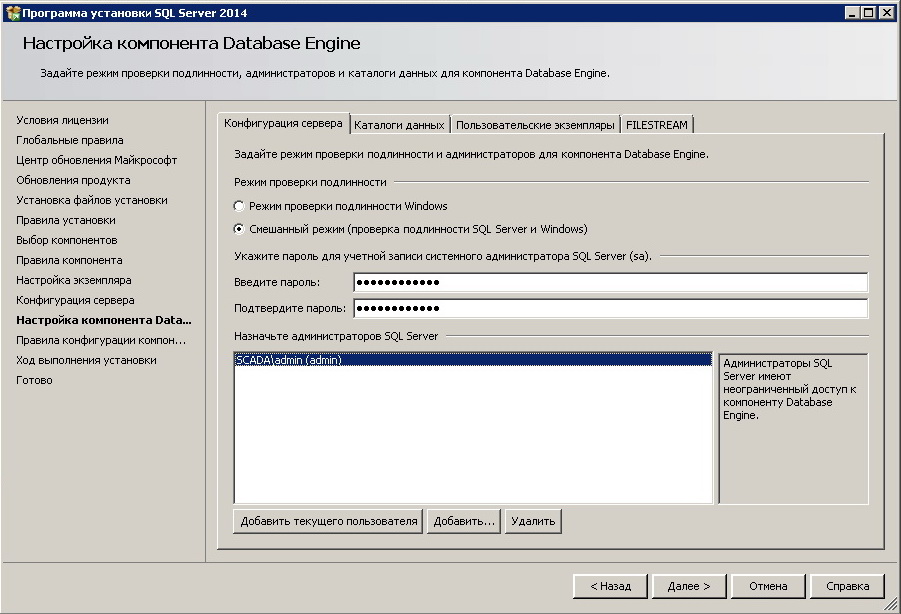 Программа установки SQL Server 2014
Настройка компонента Database Engine
Задайте режим проверки подлинности, администраторов и каталоги данных для компонента Database Engine.
Условия лицензии
Глобальные правила
Центр обновления Майкрософт
Обновления продукта
Установка файлов установки
Правила установки
Выбор компонентов
Правила компонента
Настройка экземпляра
Конфигурация сервера
Настройка компонента Data...
Правила конфигурации компон...
Ход выполнения установки
Готово
Конфигурация сервера
Каталоги данных
Пользовательские экземпляры
FILESTREAM
Задайте режим проверки подлинности и администраторов для компонента Database Engine.
Режим проверки подлинности
Режим проверки подлинности Windows
Смешанный режим (проверка подлинности SQL Server и Windows)
Укажите пароль для учетной записи системного администратора SQL Server (sa).
Введите пароль: ●●●●●●●●●●●●
Подтвердите пароль: ●●●●●●●●●●●●
Назначьте администраторов SQL Server
SCADA\admin (admin)
Администраторы SQL
Server имеют
неограниченный доступ к
компоненту Database
Engine.
Добавить текущего пользователя
Добавить...
Удалить
< Назад
Далее >
Отмена
Справка